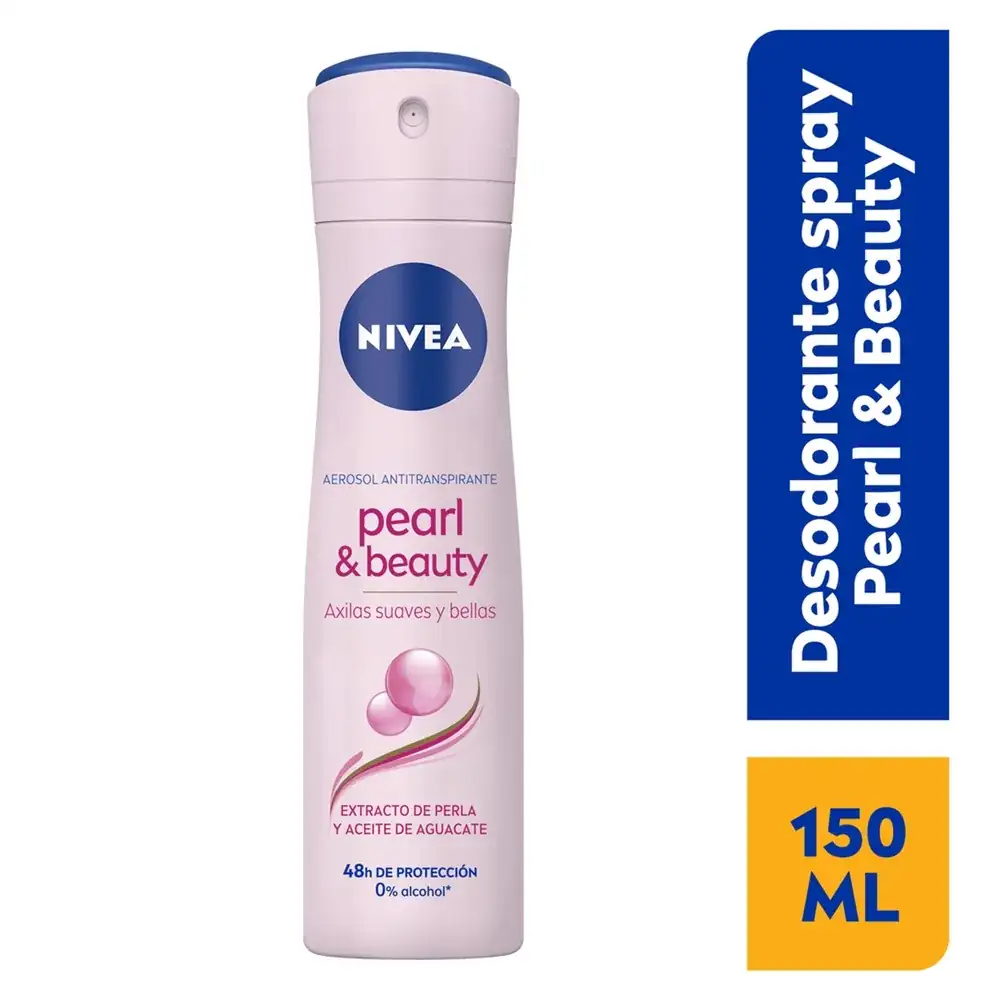 NIVEA
AEROSOL ANTITRANSPIRANTE
pearl
& beauty
Axilas suaves y bellas
EXTRACTO DE PERLA
Y ACEITE DE AGUACATE
48h DE PROTECCIÓN
0% alcohol*
Desodorante spray
Pearl & Beauty
150
ML